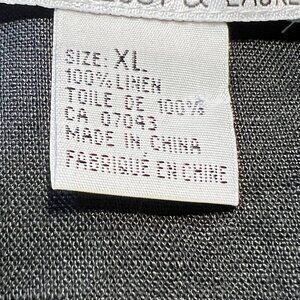 SIZE: XL
100% LINEN
TOILE DE 100%
CA 07043
MADE IN CHINA
FABRIQUÉ EN CHINE